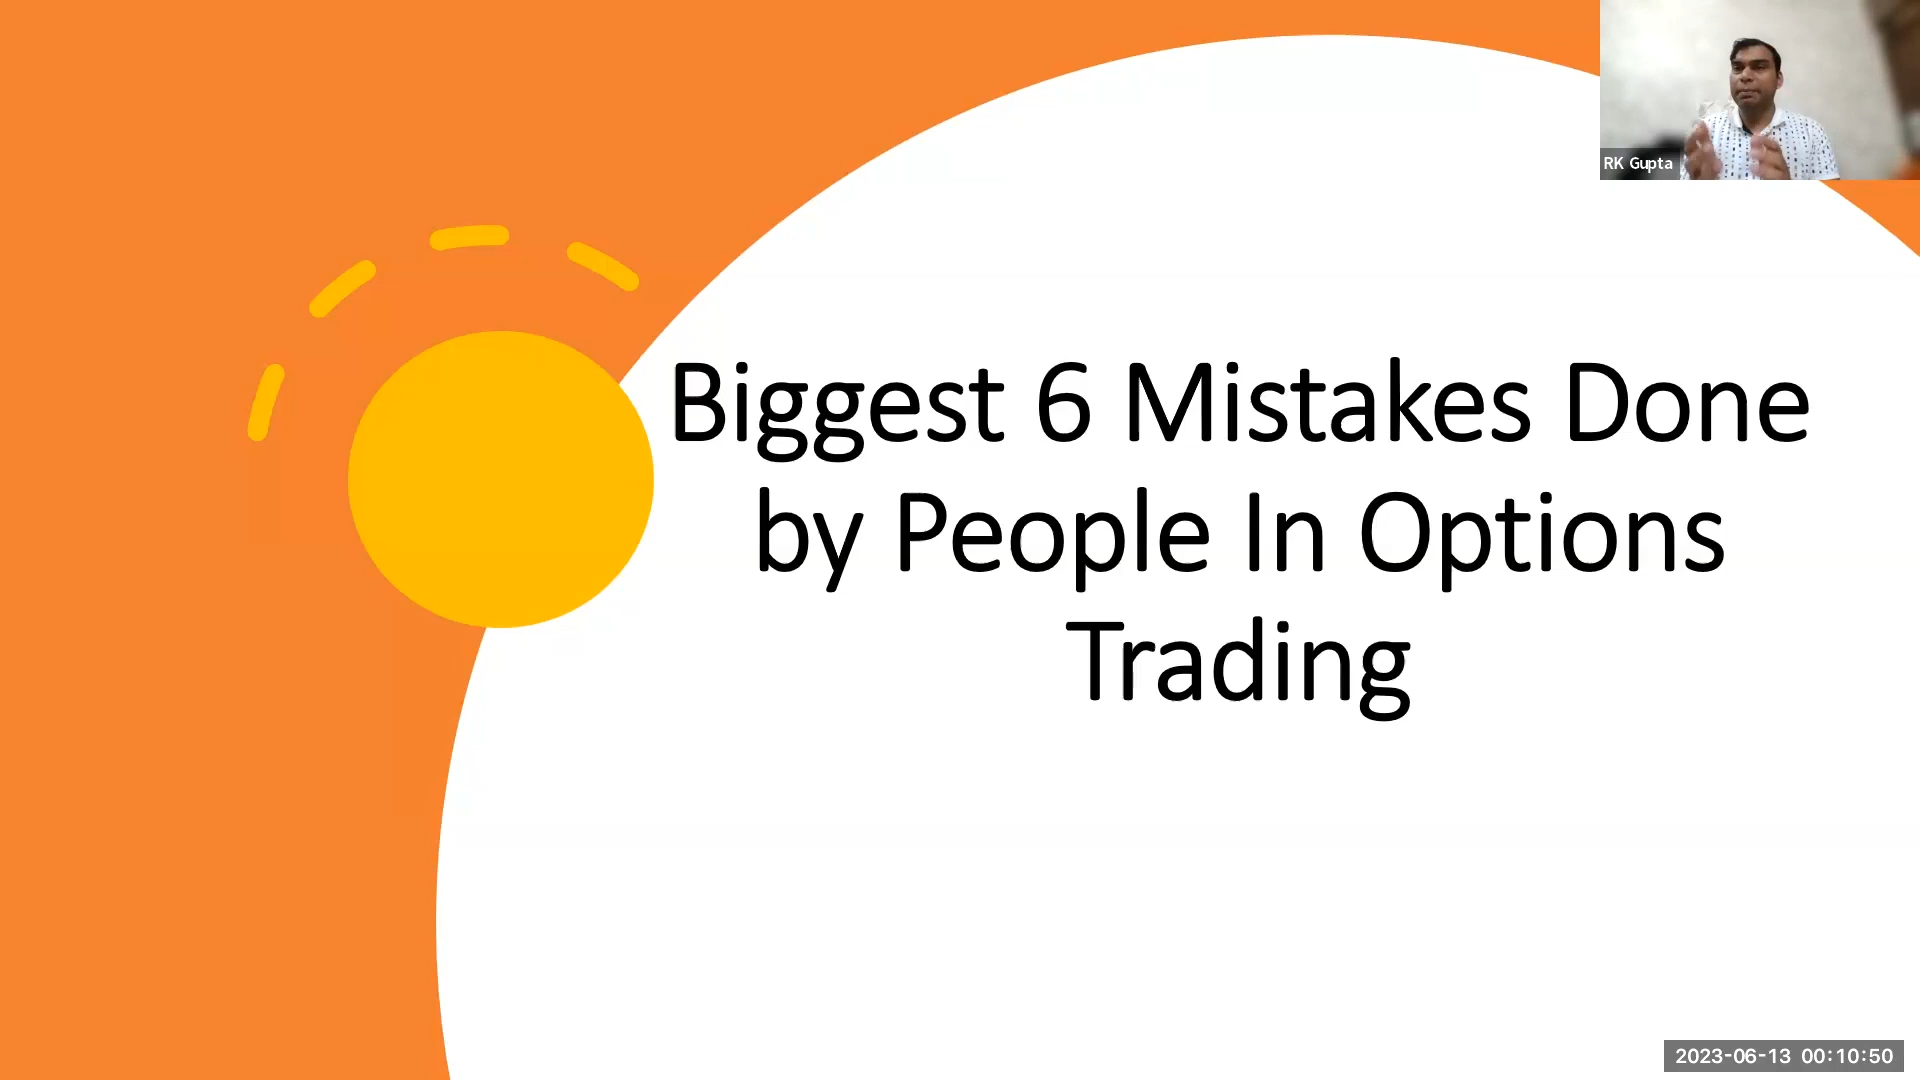 RK Gupta
Biggest 6 Mistakes Done
by People In Options
Trading
2023-06-13 00:10:50